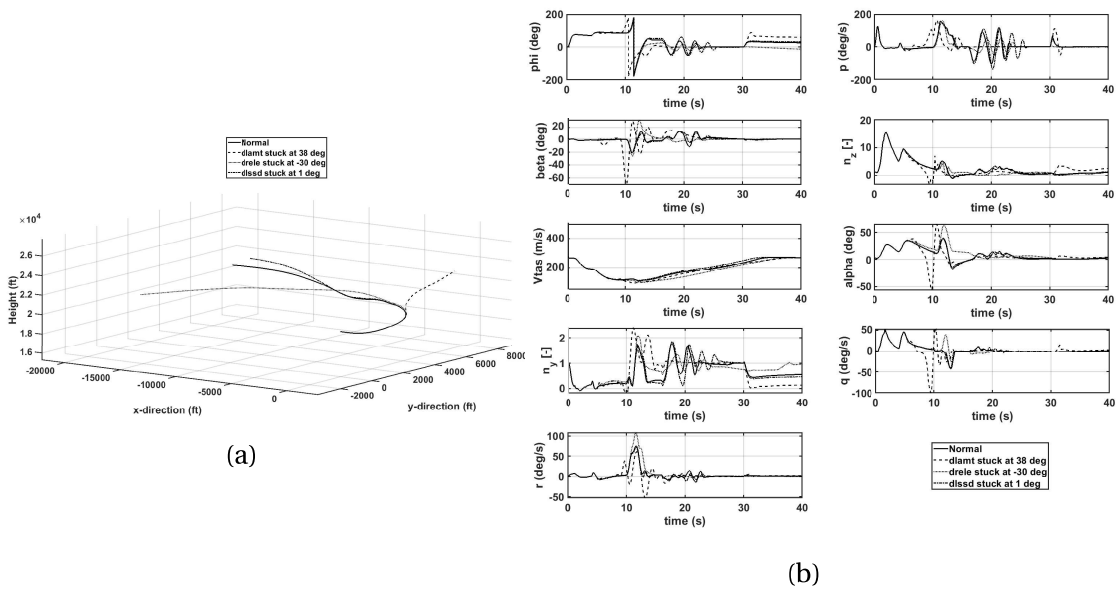 Normal
dlamt stuck at 38 deg
drele stuck at -30 deg
dlssd stuck at 1 deg
×10⁴
2.6
2.4
2.2
2
1.8
1.6
Height (ft)
-20000
-15000
-10000
-5000
0
x-direction (ft)
-2000
0
2000
4000
6000
8000
y-direction (ft)
(a)
200
0
-200
phi (deg)
0 10 20 30 40
time (s)
200
0
-200
p (deg/s)
0 10 20 30 40
time (s)
20
0
-20
-40
-60
beta (deg)
0 10 20 30 40
time (s)
20
10
0
n_z [-]
0 10 20 30 40
time (s)
400
200
Vtas (m/s)
0 10 20 30 40
time (s)
50
0
-50
alpha (deg)
0 10 20 30 40
time (s)
2
1
0
n_y [-]
0 10 20 30 40
time (s)
50
0
-50
-100
q (deg/s)
0 10 20 30 40
time (s)
100
50
0
-50
r (deg/s)
0 10 20 30 40
time (s)
Normal
dlamt stuck at 38 deg
drele stuck at -30 deg
dlssd stuck at 1 deg
(b)